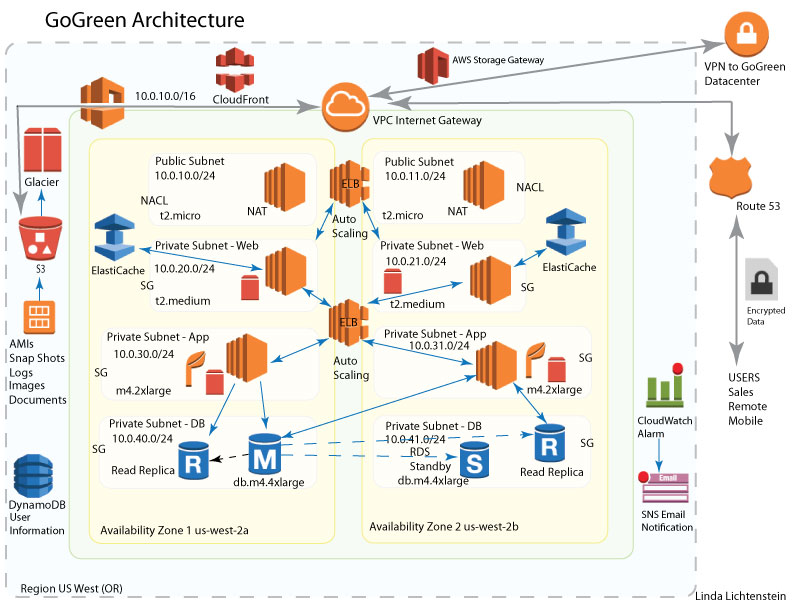 GoGreen Architecture
AWS Storage Gateway
VPN to GoGreen
Datacenter
10.0.10.0/16
CloudFront
VPC Internet Gateway
Glacier
Public Subnet
10.0.10.0/24
NACL
t2.micro
NAT
ELB
Auto
Scaling
Public Subnet
10.0.11.0/24
NACL
t2.micro
NAT
Route 53
S3
ElastiCache
Private Subnet - Web
10.0.20.0/24
SG
t2.medium
Private Subnet - Web
10.0.21.0/24
SG
t2.medium
ElastiCache
Encrypted
Data
ELB
Auto
Scaling
AMIs
Snap Shots
Logs
Images
Documents
Private Subnet - App
10.0.30.0/24
SG
m4.2xlarge
Private Subnet - App
10.0.31.0/24
SG
m4.2xlarge
USERS
Sales
Remote
Mobile
CloudWatch
Alarm
Private Subnet - DB
10.0.40.0/24
SG
Read Replica
R
M
db.m4.4xlarge
Private Subnet - DB
10.0.41.0/24
RDS
Standby
db.m4.4xlarge
S
R
SG
Read Replica
DynamoDB
User
Information
Email
SNS Email
Notification
Availability Zone 1 us-west-2a
Availability Zone 2 us-west-2b
Region US West (OR)
Linda Lichtenstein